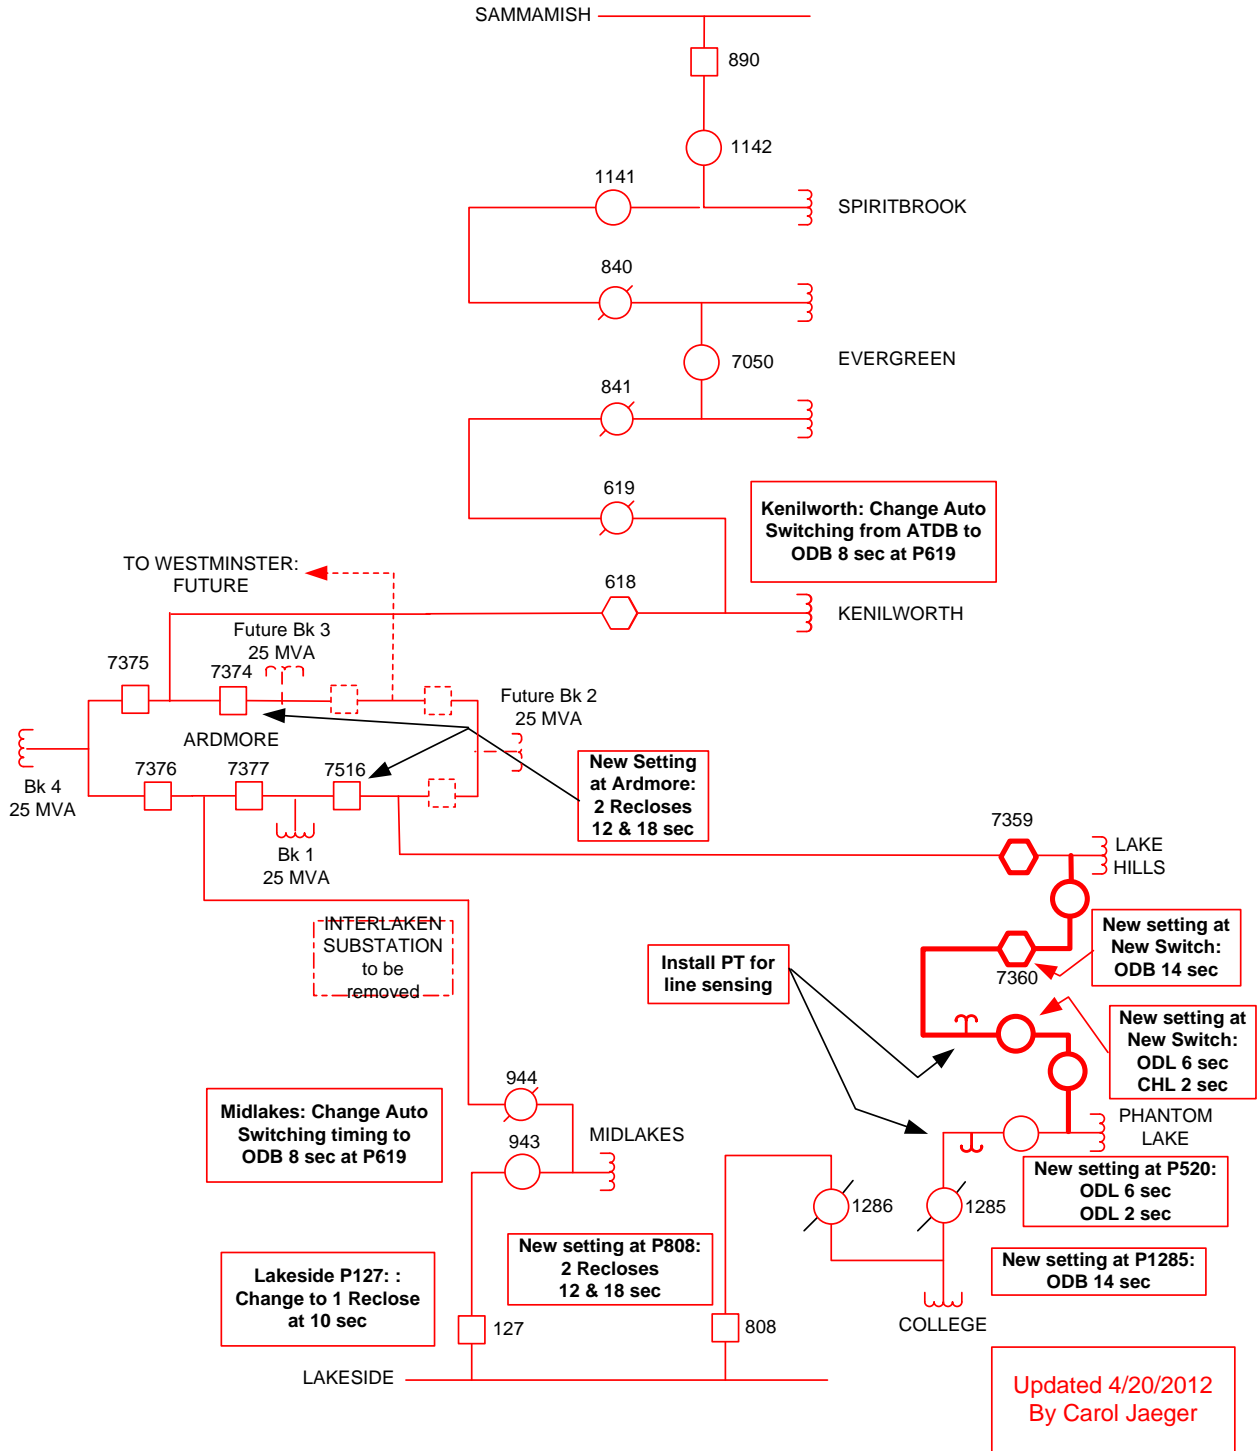 SAMMAMISH
890
1142
1141
SPIRITBROOK
840
7050
EVERGREEN
841
619
Kenilworth: Change Auto
Switching from ATDB to
ODB 8 sec at P619
TO WESTMINSTER:
FUTURE
618
KENILWORTH
Future Bk 3
25 MVA
7375
7374
Future Bk 2
25 MVA
ARDMORE
7376
7377
7516
Bk 4
25 MVA
New Setting
at Ardmore:
2 Recloses
12 & 18 sec
Bk 1
25 MVA
7359
LAKE
HILLS
INTERLAKEN
SUBSTATION
to be
removed
Install PT for
line sensing
7360
New setting at
New Switch:
ODB 14 sec
New setting at
New Switch:
ODL 6 sec
CHL 2 sec
944
Midlakes: Change Auto
Switching timing to
ODB 8 sec at P619
943
MIDLAKES
PHANTOM
LAKE
New setting at P520:
ODL 6 sec
ODL 2 sec
1286
1285
New setting at P808:
2 Recloses
12 & 18 sec
New setting at P1285:
ODB 14 sec
Lakeside P127: :
Change to 1 Reclose
at 10 sec
127
808
COLLEGE
LAKESIDE
Updated 4/20/2012
By Carol Jaeger